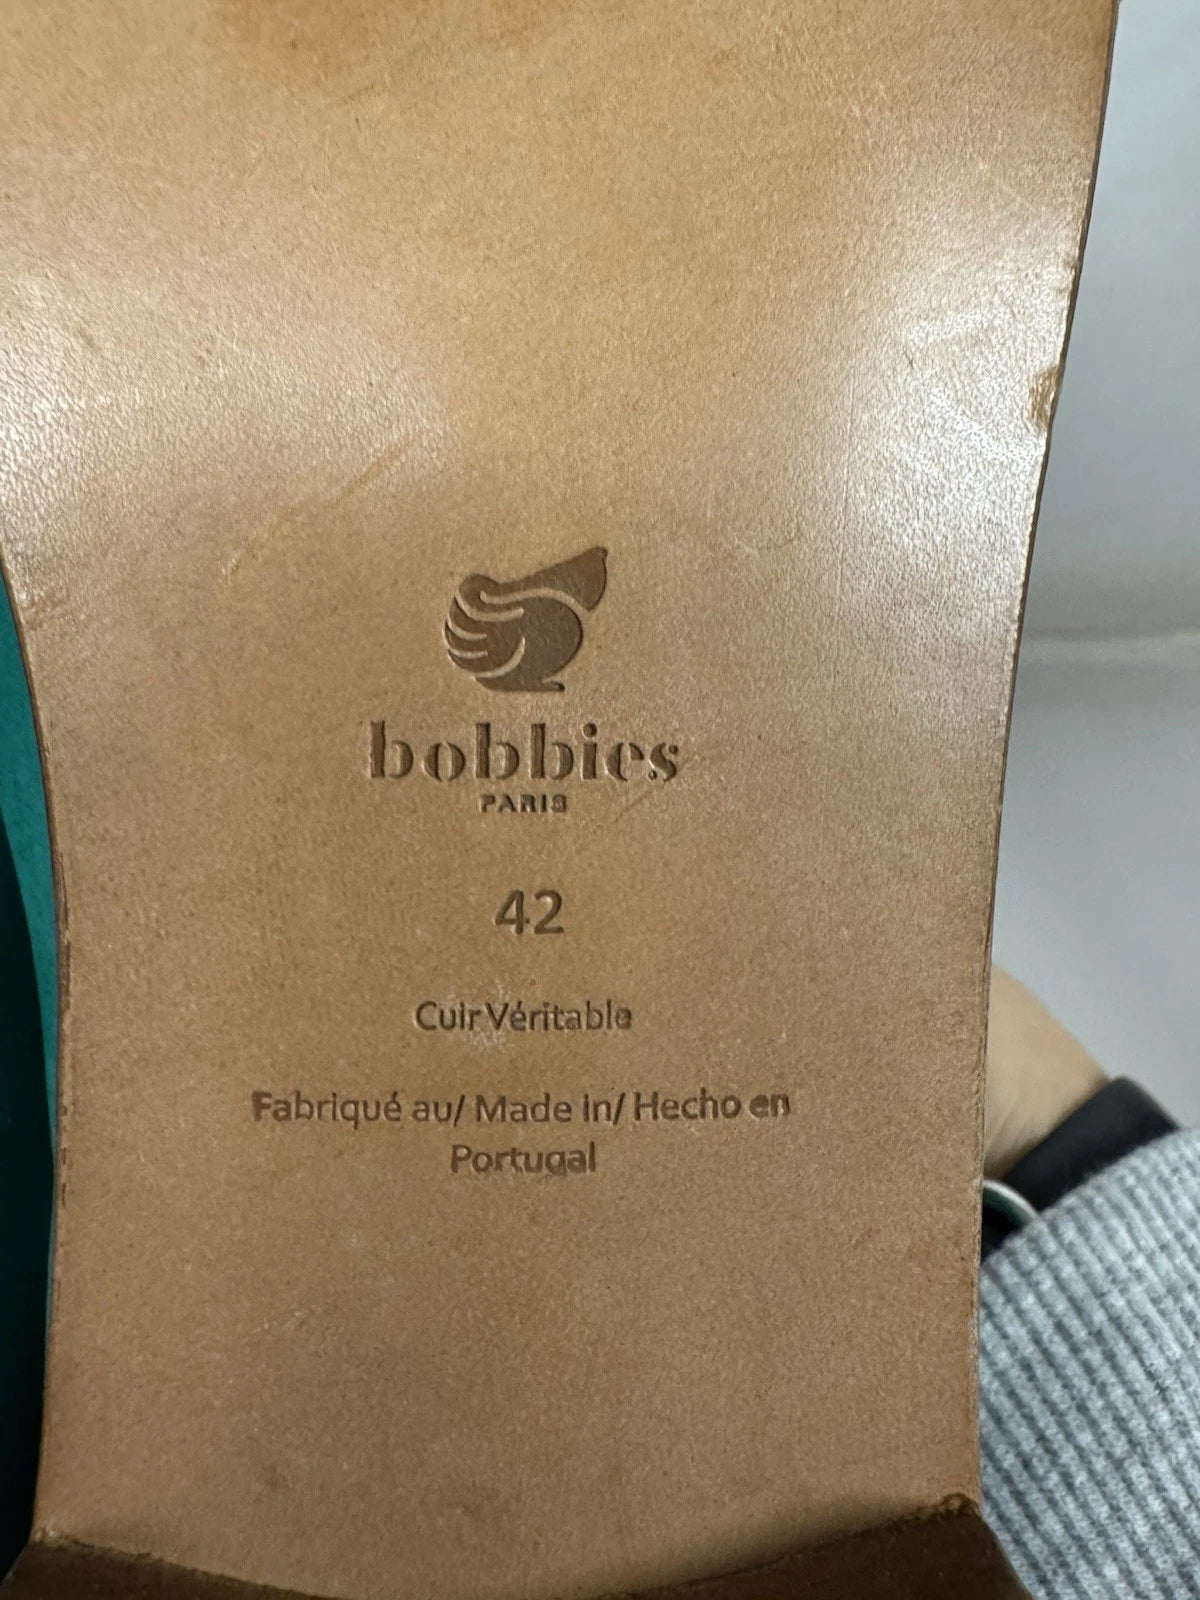 bobbies
PARIS
42
Cuir Véritable
Fabriqué au/ Made in/ Hecho en
Portugal